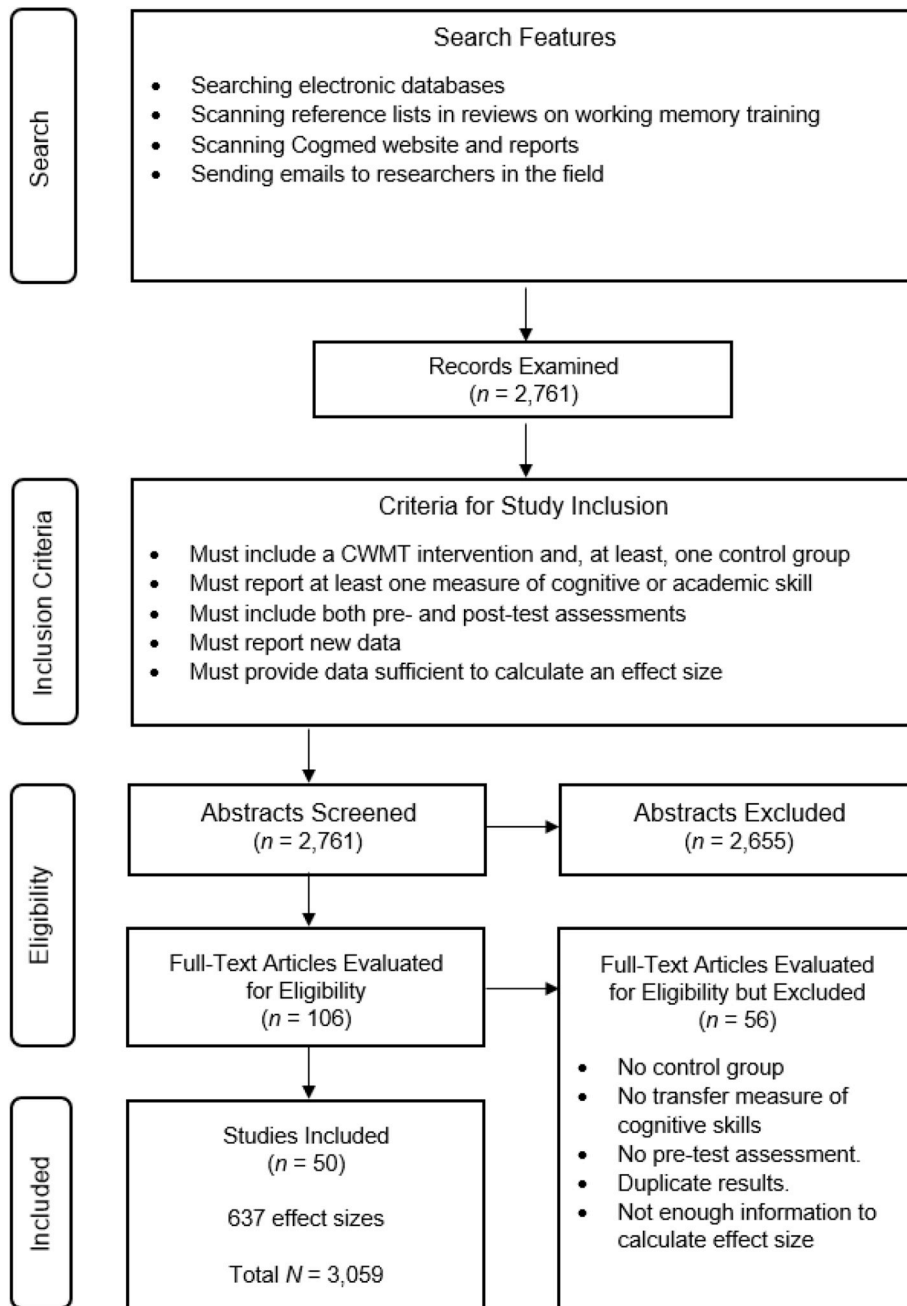 Search
Search Features
• Searching electronic databases
• Scanning reference lists in reviews on working memory training
• Scanning Cogmed website and reports
• Sending emails to researchers in the field
Records Examined
(n = 2,761)
Inclusion Criteria
Criteria for Study Inclusion
• Must include a CWMT intervention and, at least, one control group
• Must report at least one measure of cognitive or academic skill
• Must include both pre- and post-test assessments
• Must report new data
• Must provide data sufficient to calculate an effect size
Eligibility
Abstracts Screened
(n = 2,761)
Abstracts Excluded
(n = 2,655)
Full-Text Articles Evaluated
for Eligibility
(n = 106)
Full-Text Articles Evaluated
for Eligibility but Excluded
(n = 56)
• No control group
• No transfer measure of
cognitive skills
• No pre-test assessment.
• Duplicate results.
• Not enough information to
calculate effect size
Included
Studies Included
(n = 50)
637 effect sizes
Total N = 3,059